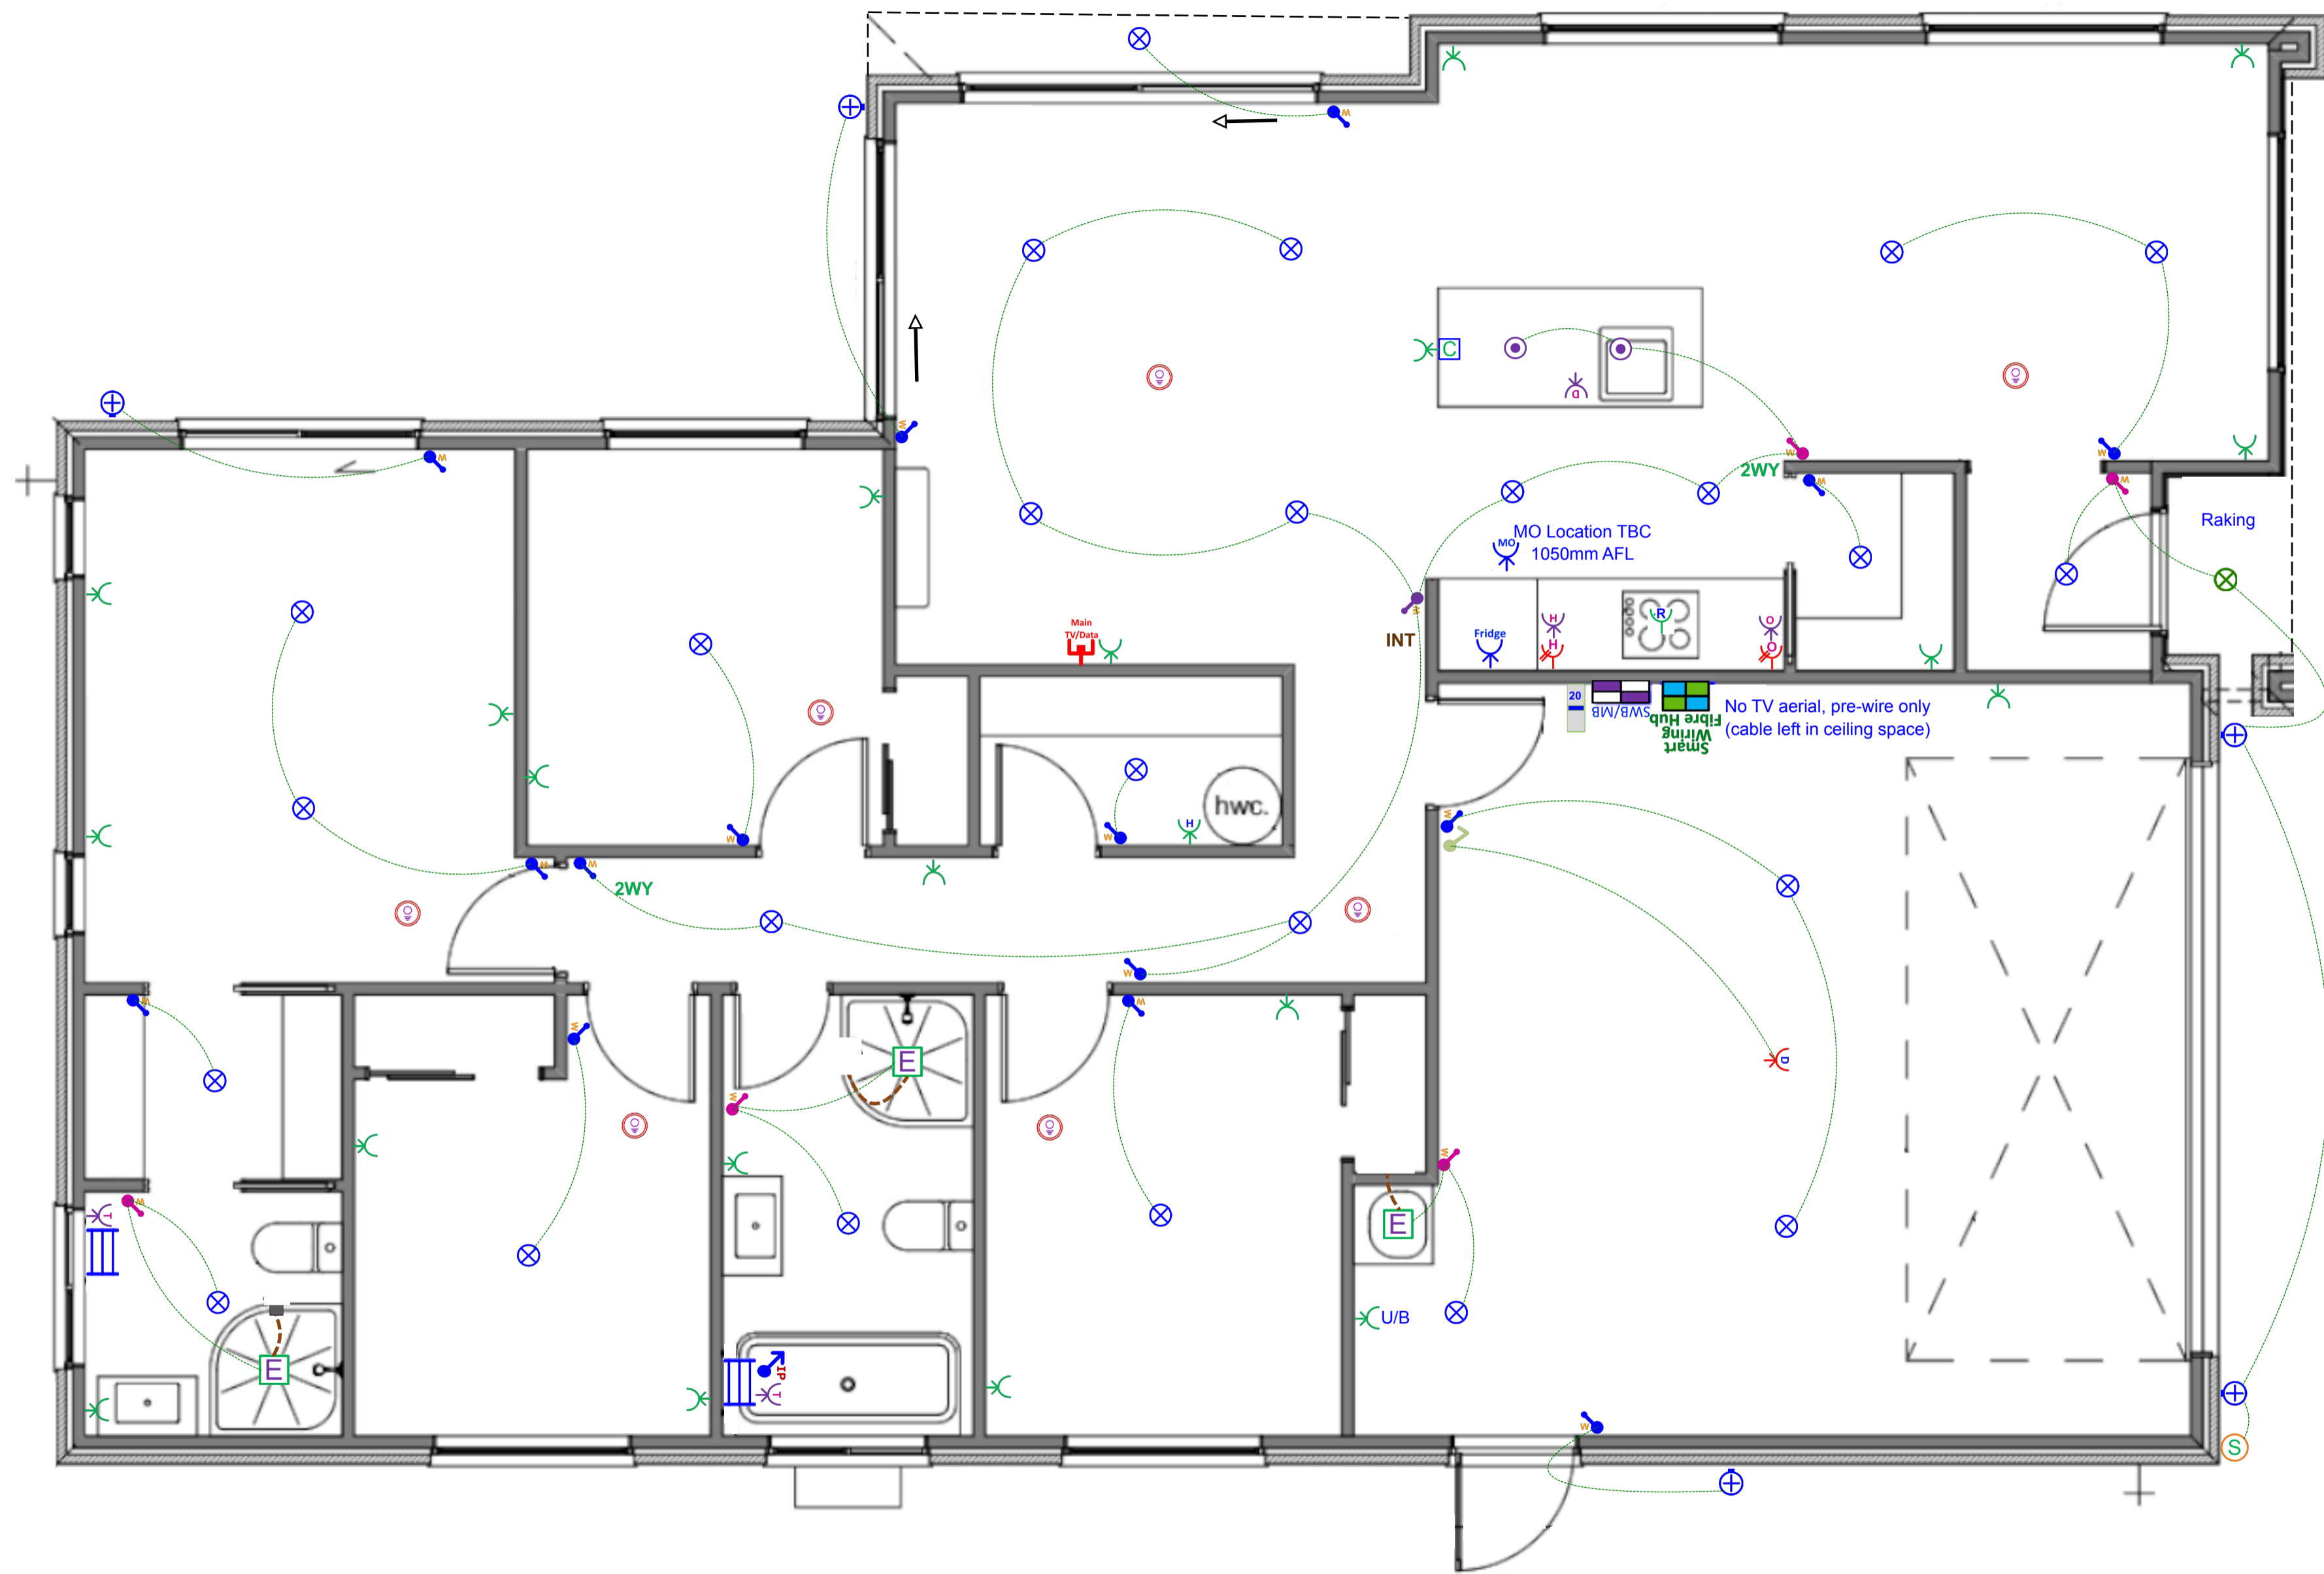 W
W
C
D
W
W
W
W
2WY
W
W
W
MO Location TBC
MO
1050mm AFL
Raking
W
INT
Main
TV/Data
Fridge
H
H
R
O
O
20
SWB/MB
Smart
Wiring
Fibre Hub
No TV aerial, pre-wire only
(cable left in ceiling space)
hwc.
H
W
W
W
W
W
2WY
W
W
W
W
E
D
W
W
W
T
E
U/B
E
IP
T
W
S